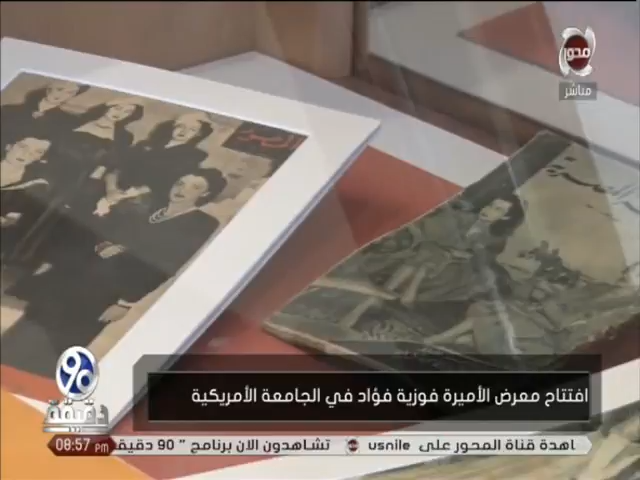 محور
مباشر
افتتاح معرض الأميرة فوزية فؤاد في الجامعة الأمريكية
90
دقيقة
08:57 PM
تشاهدون الان برنامج " 90 دقيقة
اهدة قناة المحور على usnile